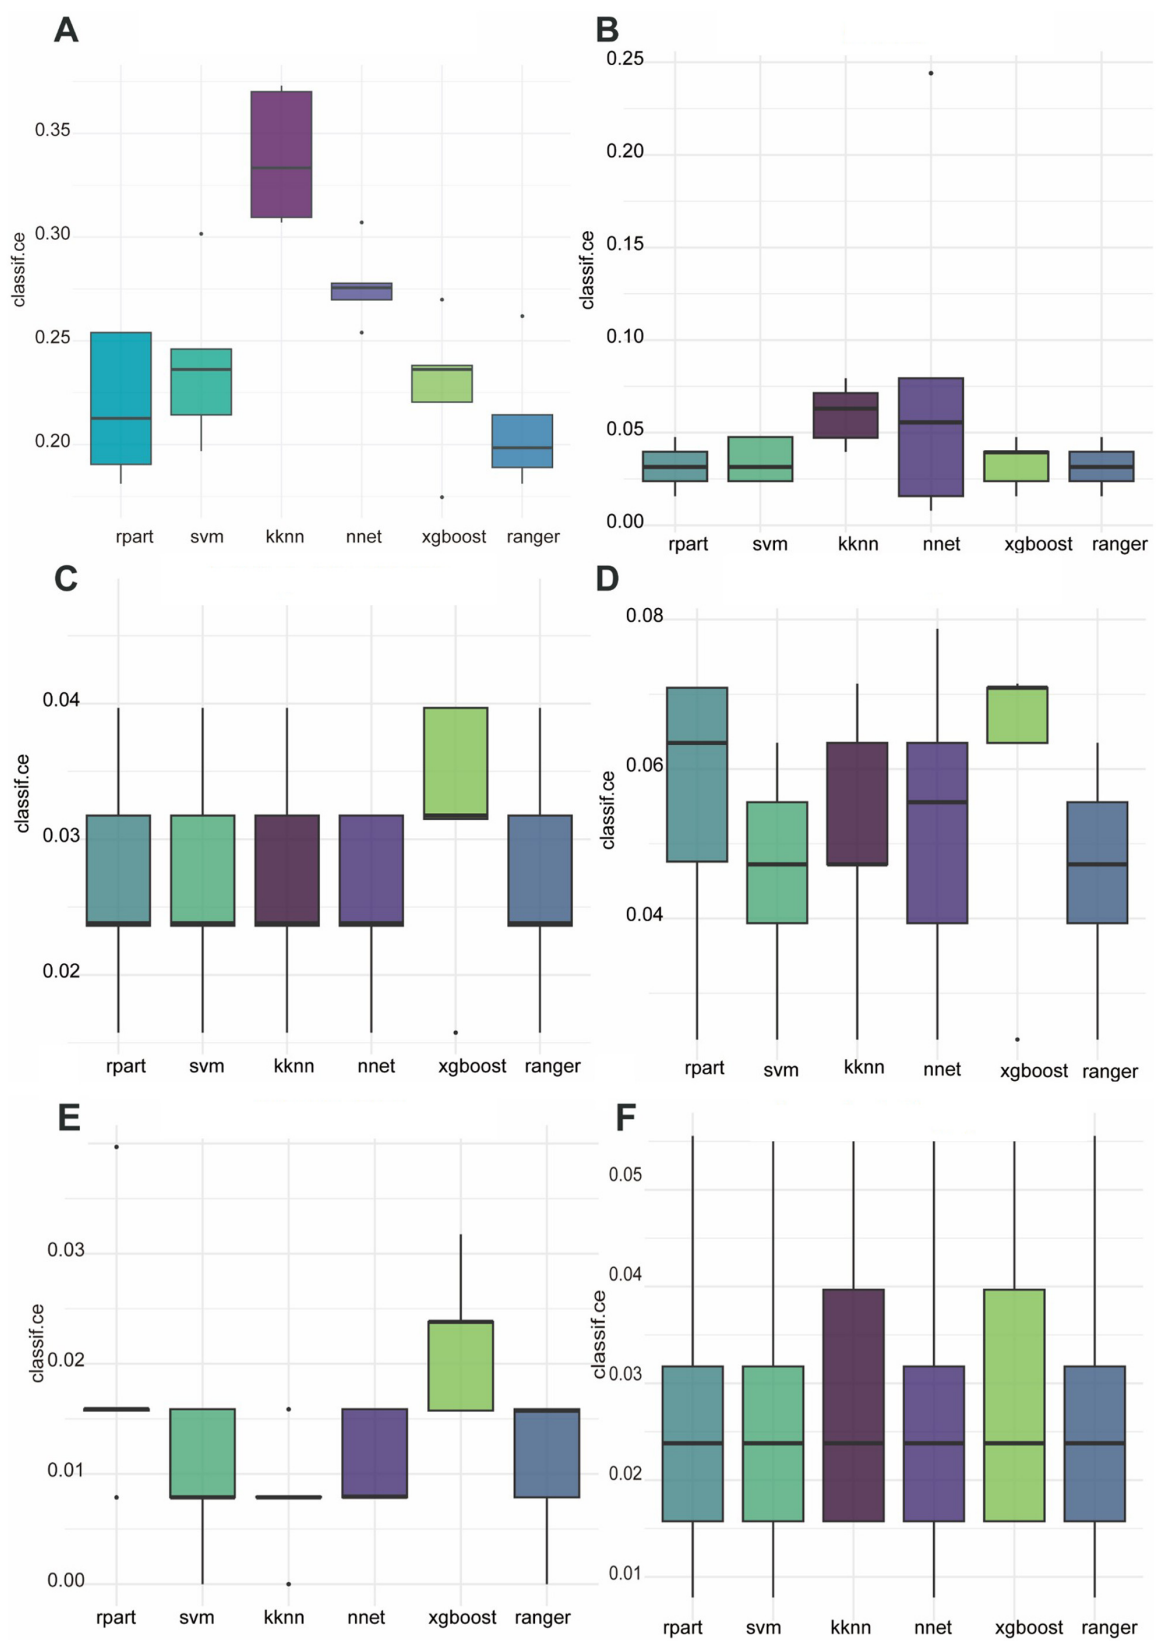 A
classif.ce
0.35
0.30
0.25
0.20
rpart svm kknn nnet xgboost ranger
B
classif.ce
0.25
0.20
0.15
0.10
0.05
0.00
rpart svm kknn nnet xgboost ranger
C
classif.ce
0.04
0.03
0.02
rpart svm kknn nnet xgboost ranger
D
classif.ce
0.08
0.06
0.04
rpart svm kknn nnet xgboost ranger
E
classif.ce
0.03
0.02
0.01
0.00
rpart svm kknn nnet xgboost ranger
F
classif.ce
0.05
0.04
0.03
0.02
0.01
rpart svm kknn nnet xgboost ranger